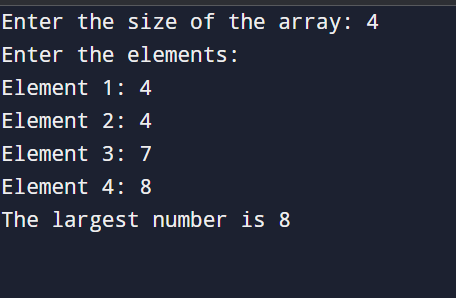 Enter the size of the array: 4
Enter the elements:
Element 1: 4
Element 2: 4
Element 3: 7
Element 4: 8
The largest number is 8